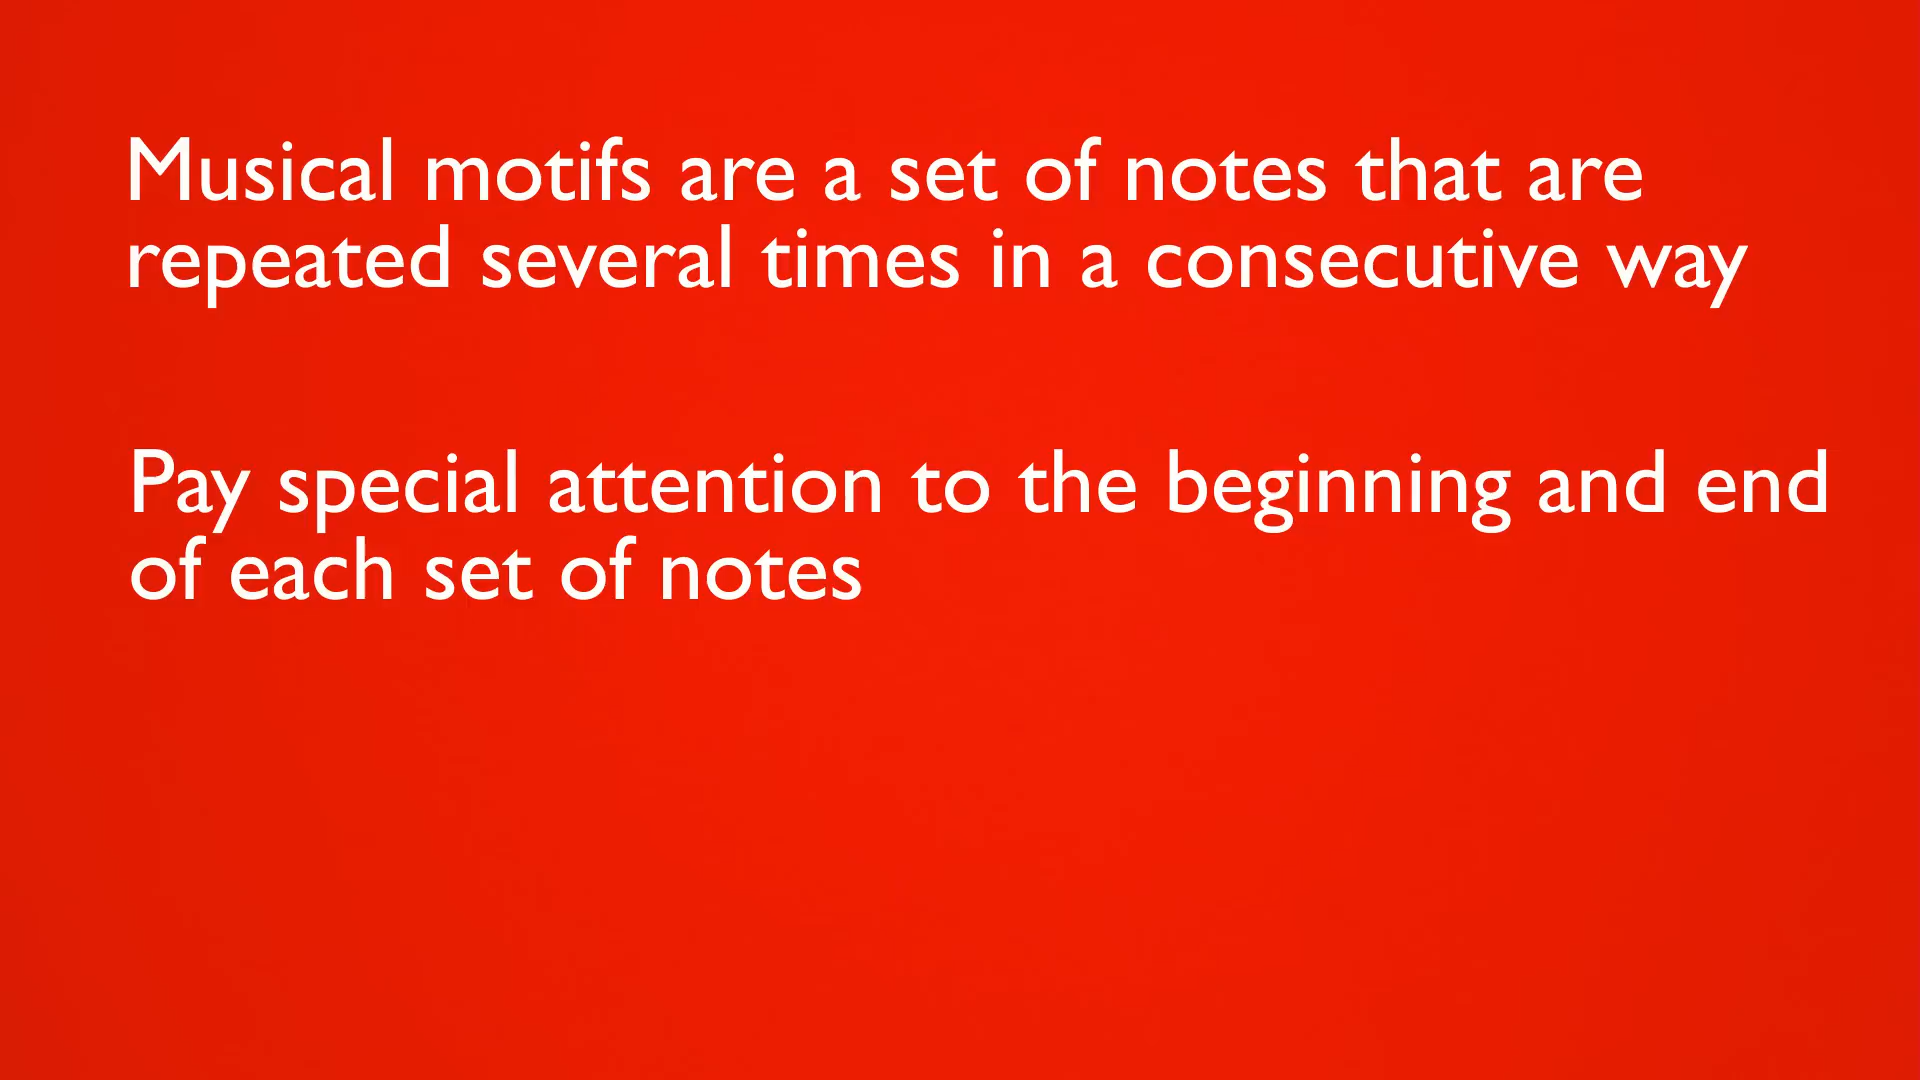 Musical motifs are a set of notes that are
repeated several times in a consecutive way
Pay special attention to the beginning and end
of each set of notes